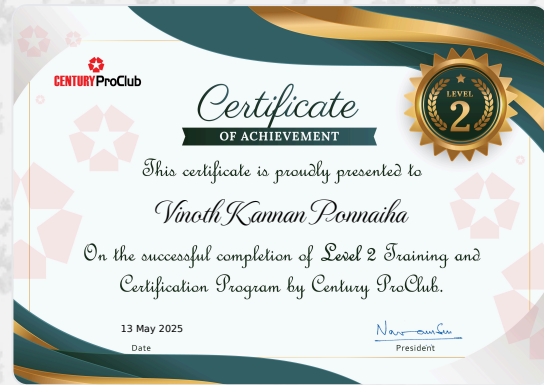 CENTURY ProClub
LEVEL
2
Certificate
OF ACHIEVEMENT
This certificate is proudly presented to
Vinoth Kannan Ponnaiha
On the successful completion of Level 2 Training and
Certification Program by Century ProClub.
13 May 2025
Date
President